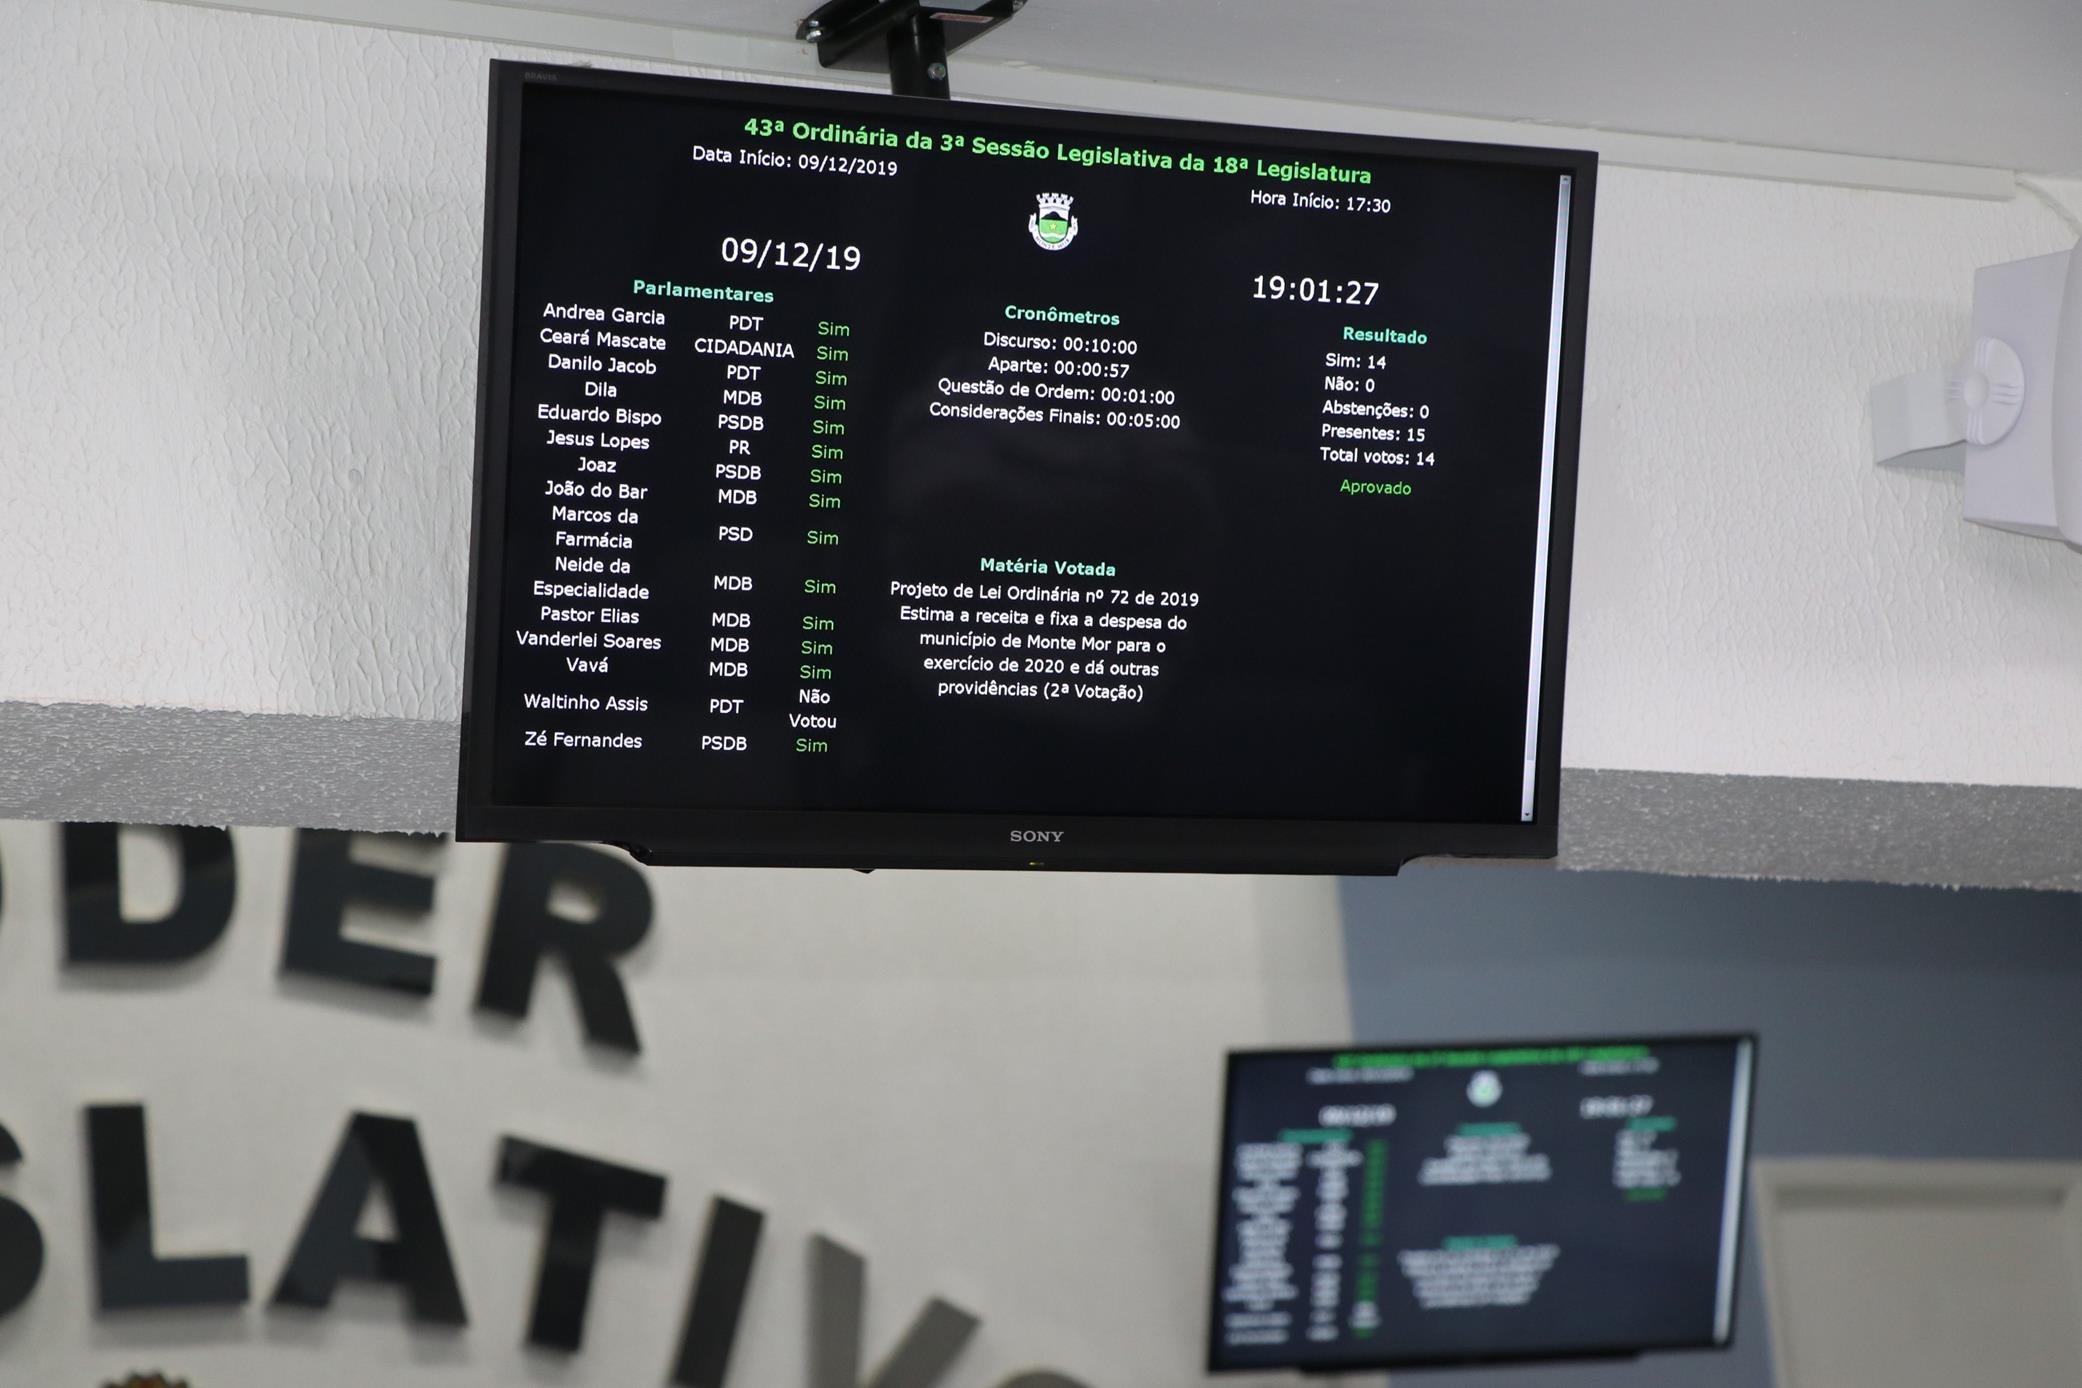 BRAVIA
43ª Ordinária da 3ª Sessão Legislativa da 18ª Legislatura
Data Início: 09/12/2019
Hora Início: 17:30
09/12/19
19:01:27
Parlamentares
Andrea Garcia PDT Sim
Ceará Mascate CIDADANIA Sim
Danilo Jacob PDT Sim
Dila MDB Sim
Eduardo Bispo PSDB Sim
Jesus Lopes PR Sim
Joaz PSDB Sim
João do Bar MDB Sim
Marcos da
Farmácia PSD Sim
Neide da
Especialidade MDB Sim
Pastor Elias MDB Sim
Vanderlei Soares MDB Sim
Vavá MDB Sim
Waltinho Assis PDT Não
Votou
Zé Fernandes PSDB Sim
Cronômetros
Discurso: 00:10:00
Aparte: 00:00:57
Questão de Ordem: 00:01:00
Considerações Finais: 00:05:00
Matéria Votada
Projeto de Lei Ordinária nº 72 de 2019
Estima a receita e fixa a despesa do
município de Monte Mor para o
exercício de 2020 e dá outras
providências (2ª Votação)
Resultado
Sim: 14
Não: 0
Abstenções: 0
Presentes: 15
Total votos: 14
Aprovado
SONY
ODER
SLATIV